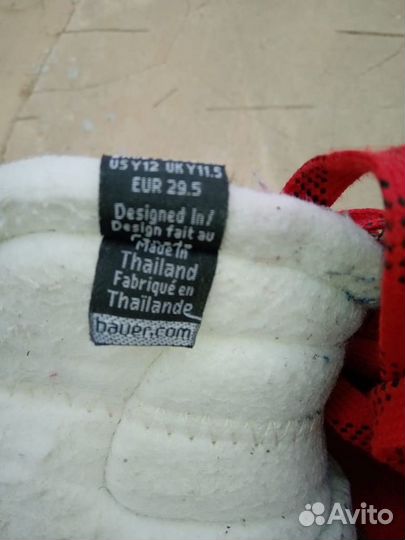 US Y12 UK Y11.5
EUR 29.5
Designed In/
Design fait au
Made in
Thailand
Fabriqué en
Thaïlande
bauer.com
Avito